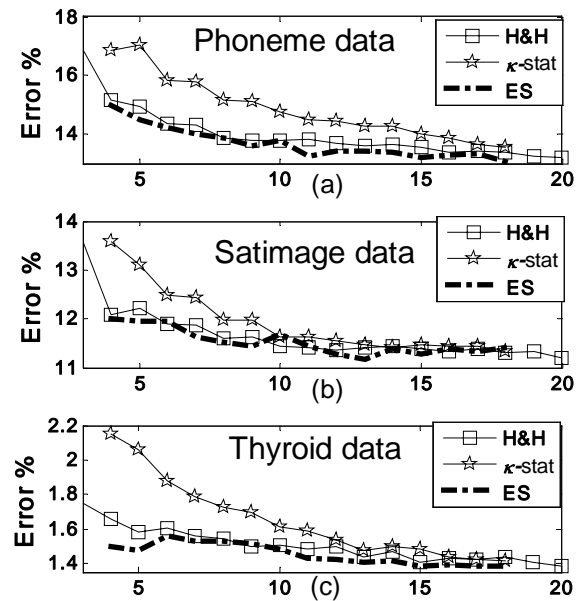 18
Phoneme data
H&H
κ-stat
ES
16
Error %
14
5 10 15 20
(a)
14
Satimage data
H&H
κ-stat
ES
13
Error %
12
11
5 10 15 20
(b)
2.2
Thyroid data
H&H
κ-stat
ES
2
1.8
Error %
1.6
1.4
5 10 15 20
(c)